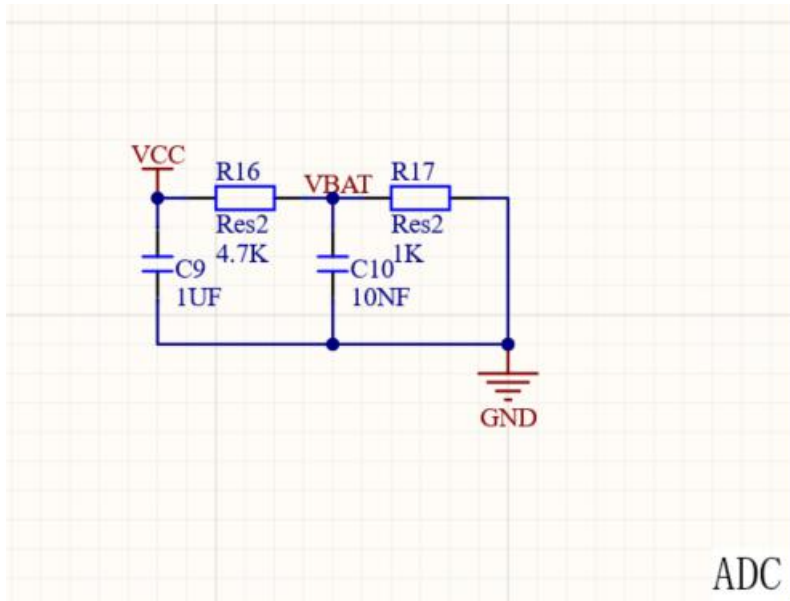 VCC
R16
VBAT
R17
Res2
4.7K
Res2
1K
C9
1UF
C10
10NF
GND
ADC